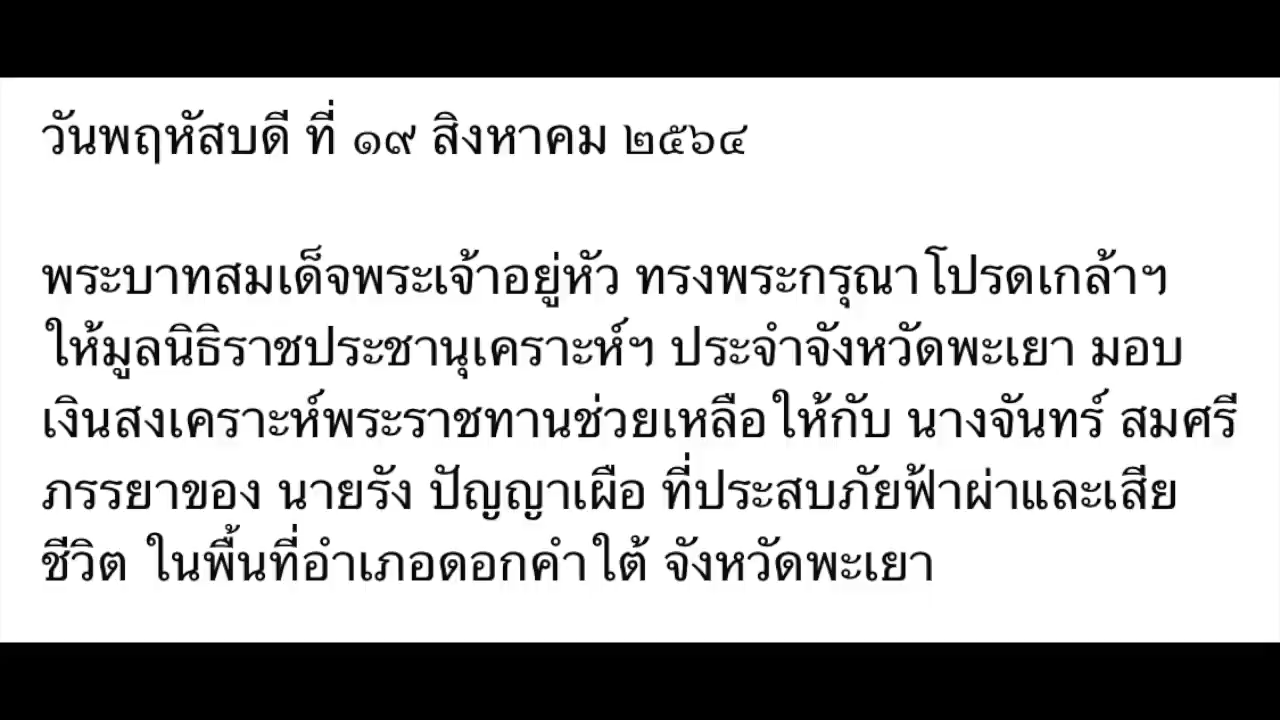 วันพฤหัสบดี ที่ ๑๙ สิงหาคม ๒๕๖๔
พระบาทสมเด็จพระเจ้าอยู่หัว ทรงพระกรุณาโปรดเกล้าฯ
ให้มูลนิธิราชประชานุเคราะห์ฯ ประจำจังหวัดพะเยา มอบ
เงินสงเคราะห์พระราชทานช่วยเหลือให้กับ นางจันทร์ สมศรี
ภรรยาของ นายรัง ปัญญาเผือ ที่ประสบภัยฟ้าผ่าและเสีย
ชีวิต ในพื้นที่อำเภอดอกคำใต้ จังหวัดพะเยา